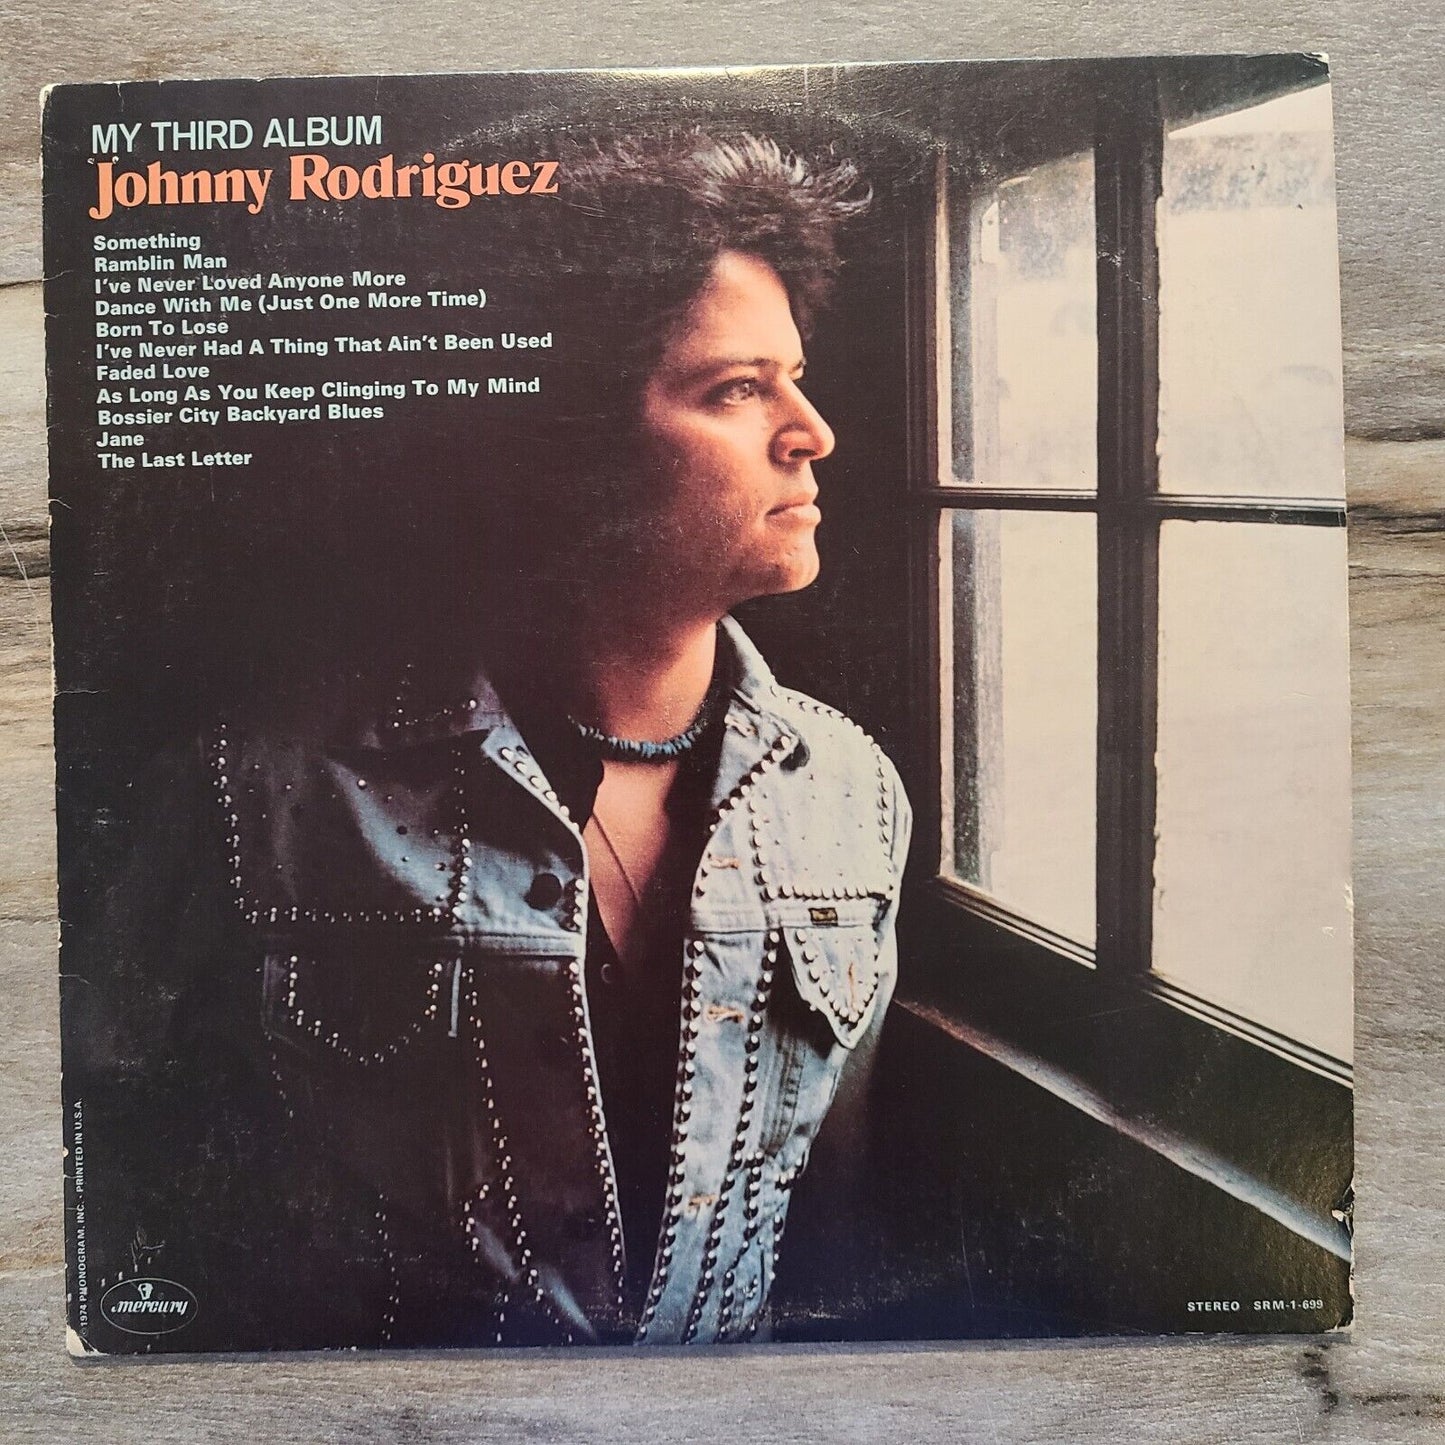 MY THIRD ALBUM
Johnny Rodriguez
Something
Ramblin Man
I've Never Loved Anyone More
Dance With Me (Just One More Time)
Born To Lose
I've Never Had A Thing That Ain't Been Used
Faded Love
As Long As You Keep Clinging To My Mind
Bossier City Backyard Blues
Jane
The Last Letter
©1974 PHONOGRAM, INC. · PRINTED IN U.S.A.
mercury
STEREO SRM-1-699